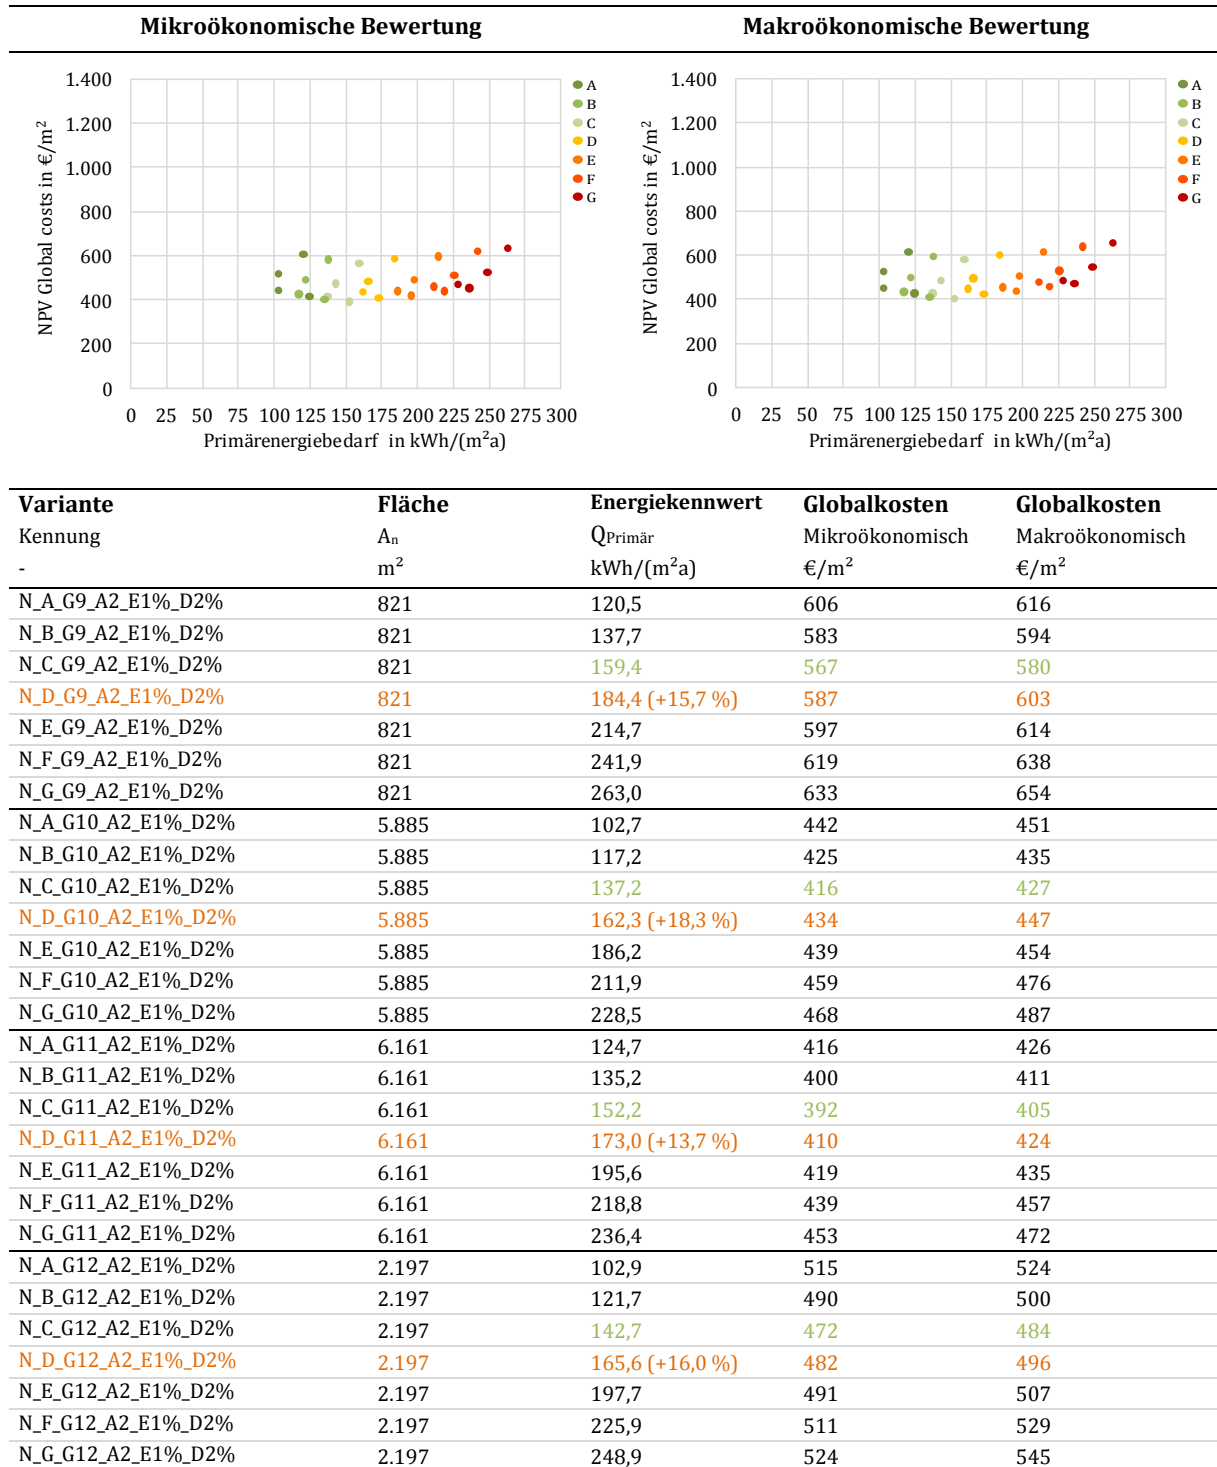 Mikroökonomische Bewertung Makroökonomische Bewertung
NPV Global costs in €/m²
1.400
1.200
1.000
800
600
400
200
0
0 25 50 75 100 125 150 175 200 225 250 275 300
Primärenergiebedarf in kWh/(m²a)
A
B
C
D
E
F
G
NPV Global costs in €/m²
1.400
1.200
1.000
800
600
400
200
0
0 25 50 75 100 125 150 175 200 225 250 275 300
Primärenergiebedarf in kWh/(m²a)
A
B
C
D
E
F
G
Variante Fläche Energiekennwert Globalkosten Globalkosten
Kennung Aₙ QPrimär Mikroökonomisch Makroökonomisch
- m² kWh/(m²a) €/m² €/m²
N_A_G9_A2_E1%_D2% 821 120,5 606 616
N_B_G9_A2_E1%_D2% 821 137,7 583 594
N_C_G9_A2_E1%_D2% 821 159,4 567 580
N_D_G9_A2_E1%_D2% 821 184,4 (+15,7 %) 587 603
N_E_G9_A2_E1%_D2% 821 214,7 597 614
N_F_G9_A2_E1%_D2% 821 241,9 619 638
N_G_G9_A2_E1%_D2% 821 263,0 633 654
N_A_G10_A2_E1%_D2% 5.885 102,7 442 451
N_B_G10_A2_E1%_D2% 5.885 117,2 425 435
N_C_G10_A2_E1%_D2% 5.885 137,2 416 427
N_D_G10_A2_E1%_D2% 5.885 162,3 (+18,3 %) 434 447
N_E_G10_A2_E1%_D2% 5.885 186,2 439 454
N_F_G10_A2_E1%_D2% 5.885 211,9 459 476
N_G_G10_A2_E1%_D2% 5.885 228,5 468 487
N_A_G11_A2_E1%_D2% 6.161 124,7 416 426
N_B_G11_A2_E1%_D2% 6.161 135,2 400 411
N_C_G11_A2_E1%_D2% 6.161 152,2 392 405
N_D_G11_A2_E1%_D2% 6.161 173,0 (+13,7 %) 410 424
N_E_G11_A2_E1%_D2% 6.161 195,6 419 435
N_F_G11_A2_E1%_D2% 6.161 218,8 439 457
N_G_G11_A2_E1%_D2% 6.161 236,4 453 472
N_A_G12_A2_E1%_D2% 2.197 102,9 515 524
N_B_G12_A2_E1%_D2% 2.197 121,7 490 500
N_C_G12_A2_E1%_D2% 2.197 142,7 472 484
N_D_G12_A2_E1%_D2% 2.197 165,6 (+16,0 %) 482 496
N_E_G12_A2_E1%_D2% 2.197 197,7 491 507
N_F_G12_A2_E1%_D2% 2.197 225,9 511 529
N_G_G12_A2_E1%_D2% 2.197 248,9 524 545